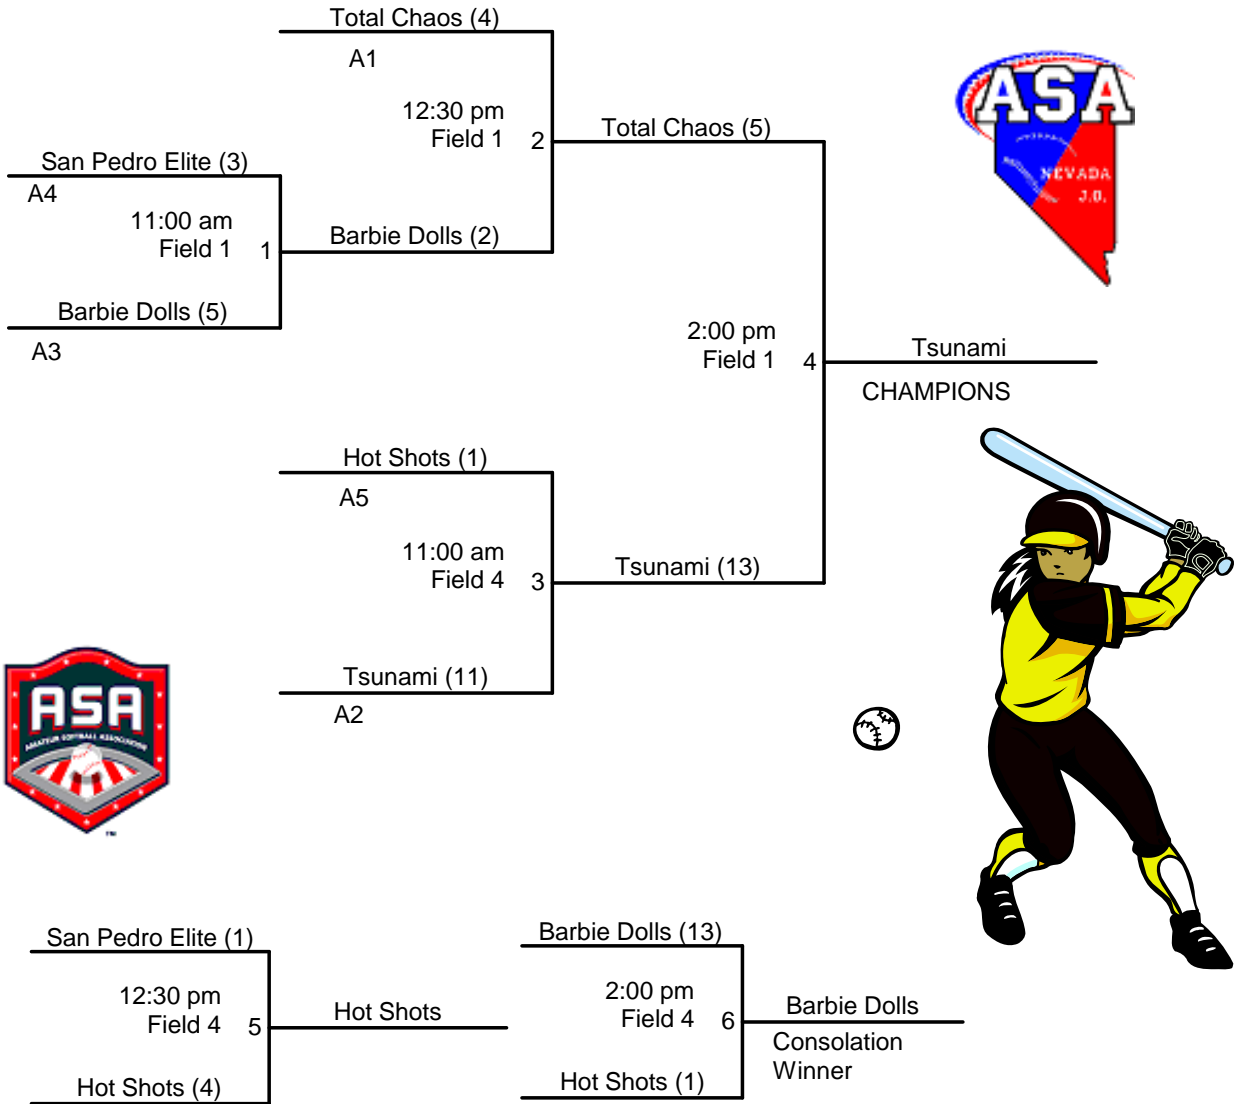 Total Chaos (4)
A1
12:30 pm
Field 1
2
Total Chaos (5)
San Pedro Elite (3)
A4
11:00 am
Field 1
1
Barbie Dolls (2)
Barbie Dolls (5)
A3
2:00 pm
Field 1
4
Tsunami
CHAMPIONS
Hot Shots (1)
A5
11:00 am
Field 4
3
Tsunami (13)
Tsunami (11)
A2
ASA
NEVADA
J.O.
ASA
AMATEUR SOFTBALL ASSOCIATION
TM
San Pedro Elite (1)
12:30 pm
Field 4
5
Hot Shots
Hot Shots (4)
Barbie Dolls (13)
2:00 pm
Field 4
6
Barbie Dolls
Consolation
Winner
Hot Shots (1)